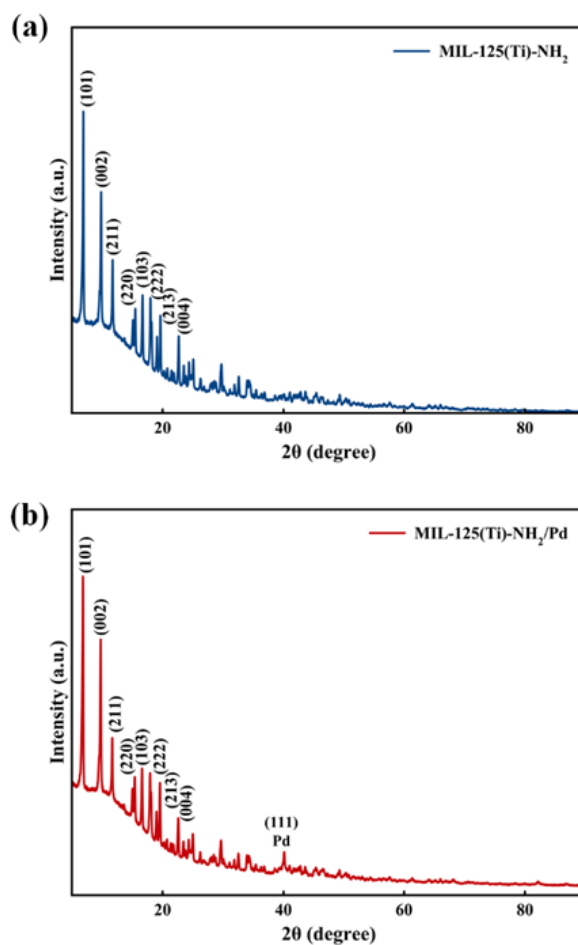 (a)
MIL-125(Ti)-NH₂
(101)
(002)
(211)
(220)
(103)
(222)
(213)
(004)
Intensity (a.u.)
20
40
60
80
2θ (degree)
(b)
MIL-125(Ti)-NH₂/Pd
(101)
(002)
(211)
(220)
(103)
(222)
(213)
(004)
(111)
Pd
Intensity (a.u.)
20
40
60
80
2θ (degree)